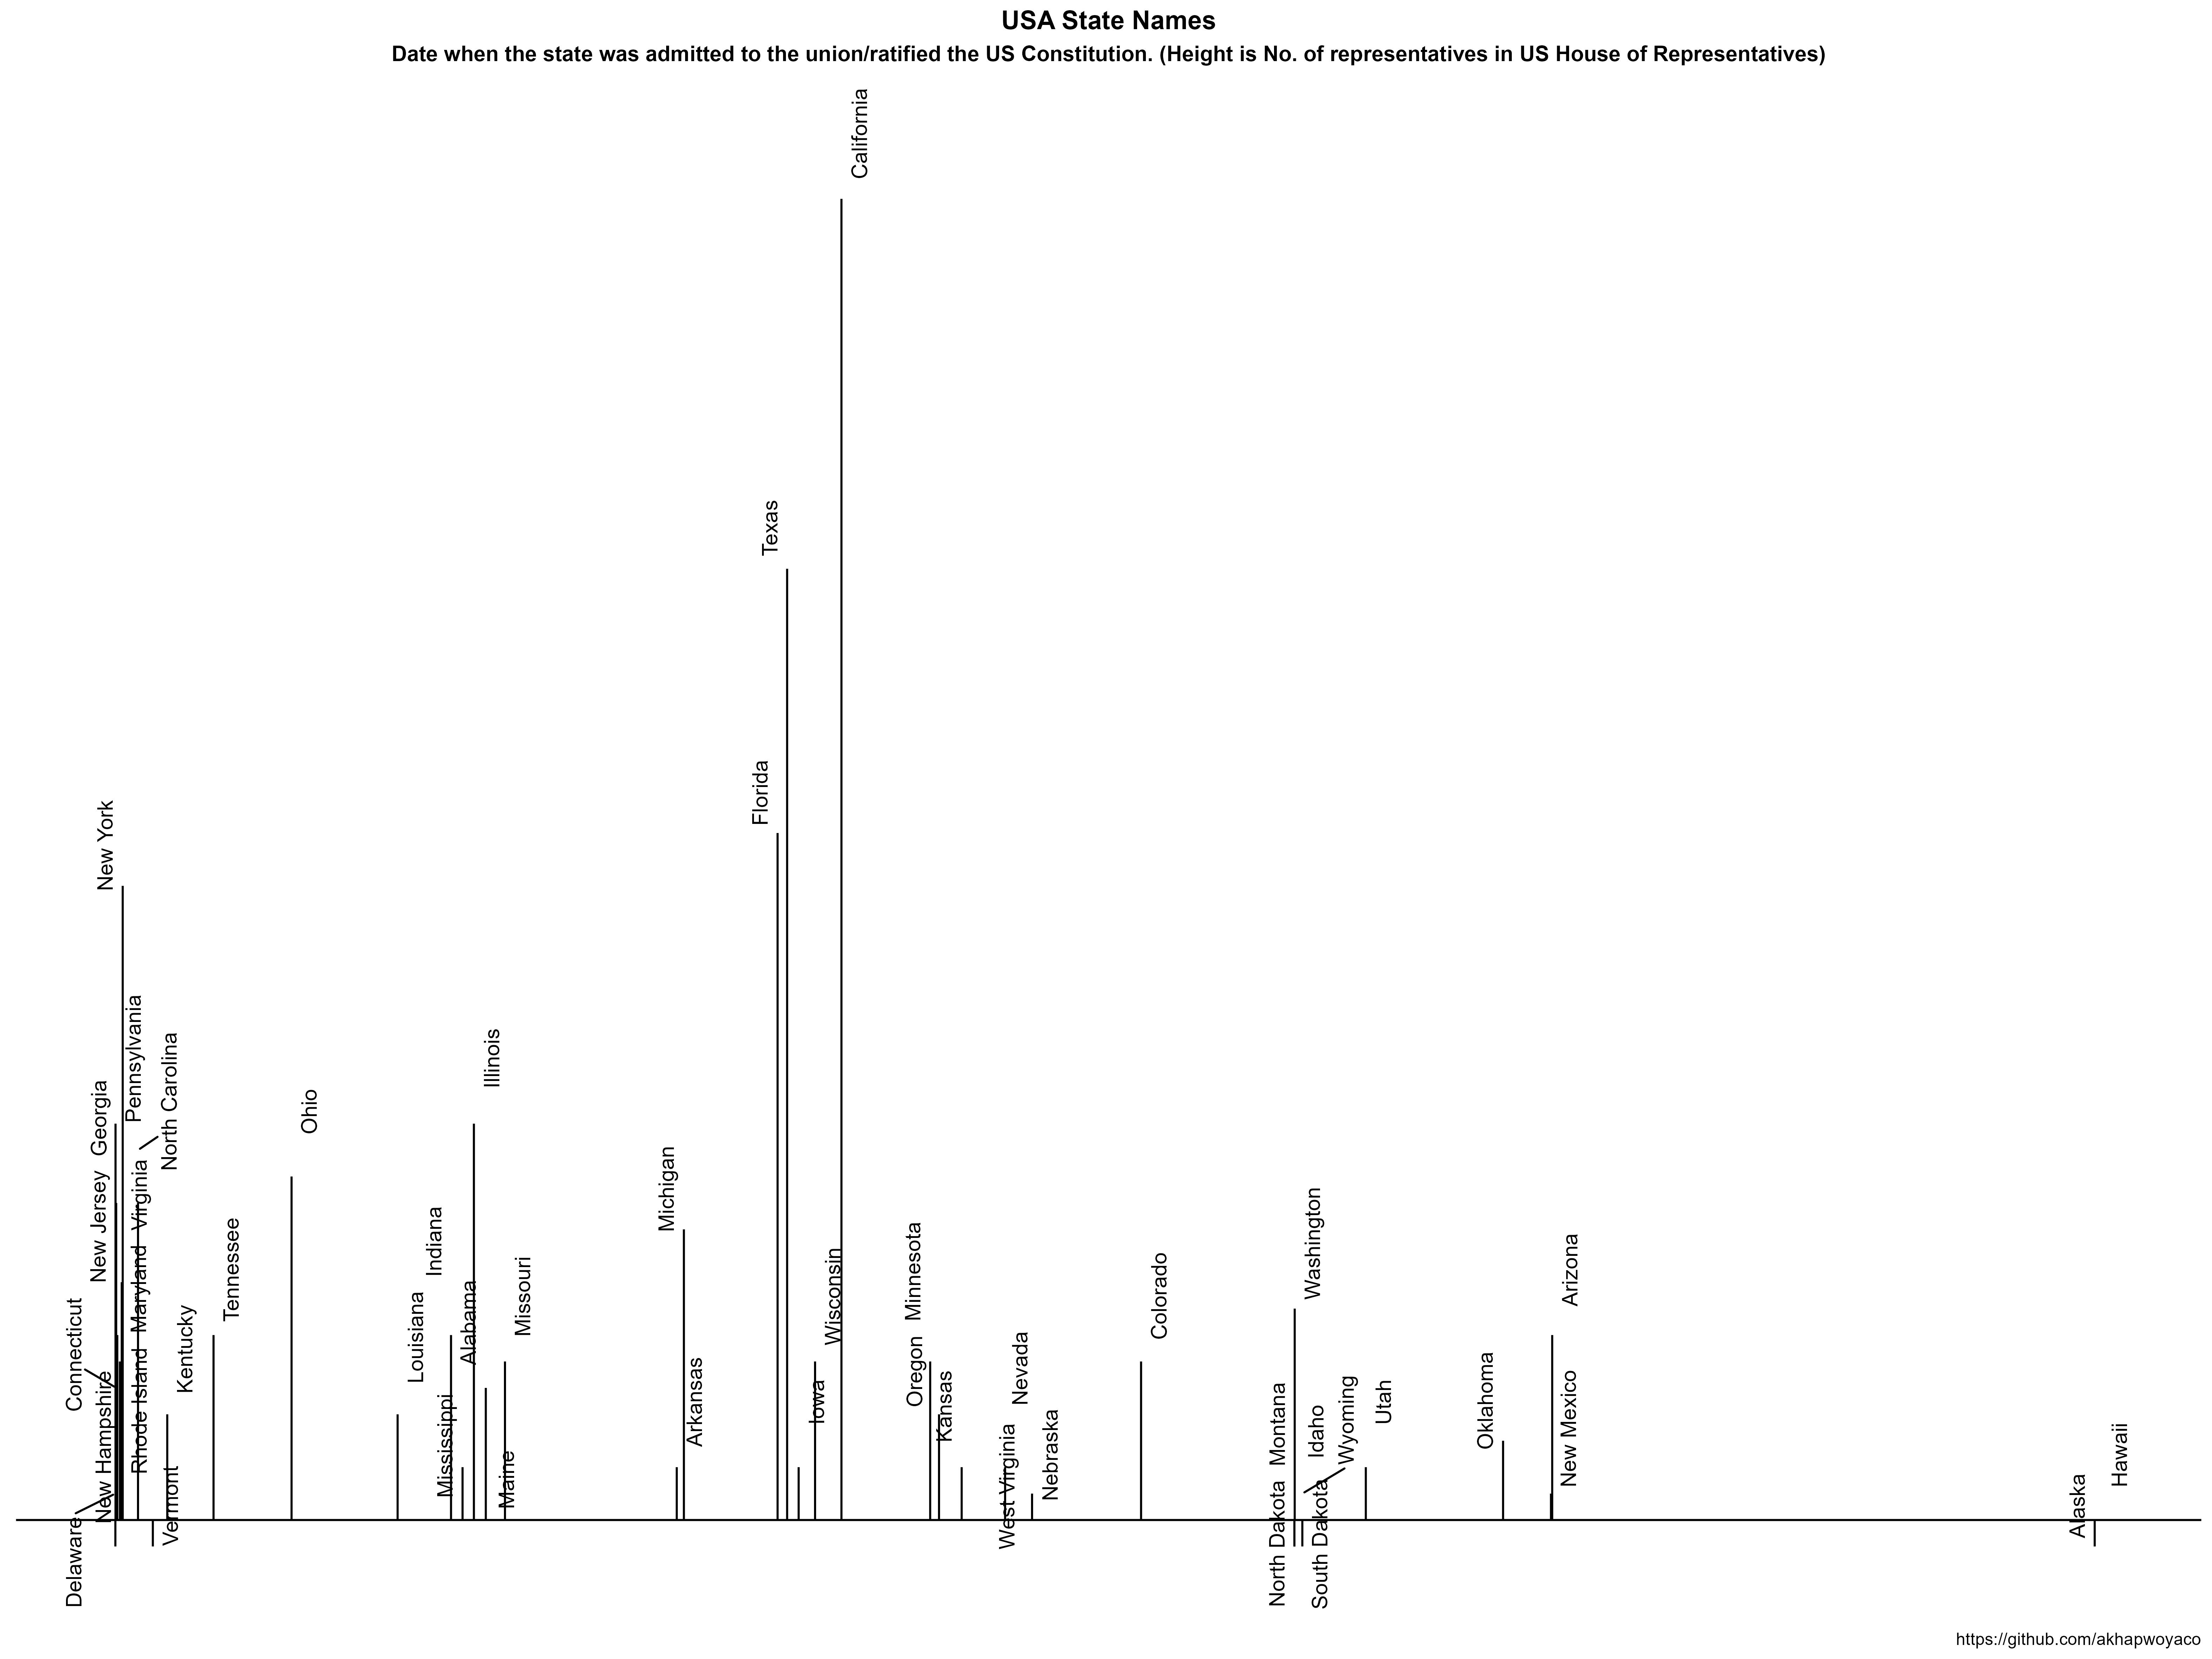 USA State Names
Date when the state was admitted to the union/ratified the US Constitution. (Height is No. of representatives in US House of Representatives)
California
Texas
Florida
New York
Pennsylvania
North Carolina
Georgia
Illinois
Ohio
Michigan
Virginia
New Jersey
Washington
Indiana
Tennessee
Minnesota
Arizona
Maryland
Wisconsin
Colorado
Missouri
Alabama
Louisiana
Connecticut
Kentucky
Nevada
Oregon
Rhode Island
Oklahoma
Arkansas
Kansas
Iowa
New Hampshire
Mississippi
Montana
Idaho
Wyoming
Utah
New Mexico
Nebraska
Hawaii
West Virginia
Maine
Vermont
Alaska
Delaware
North Dakota
South Dakota
https://github.com/akhapwoyaco